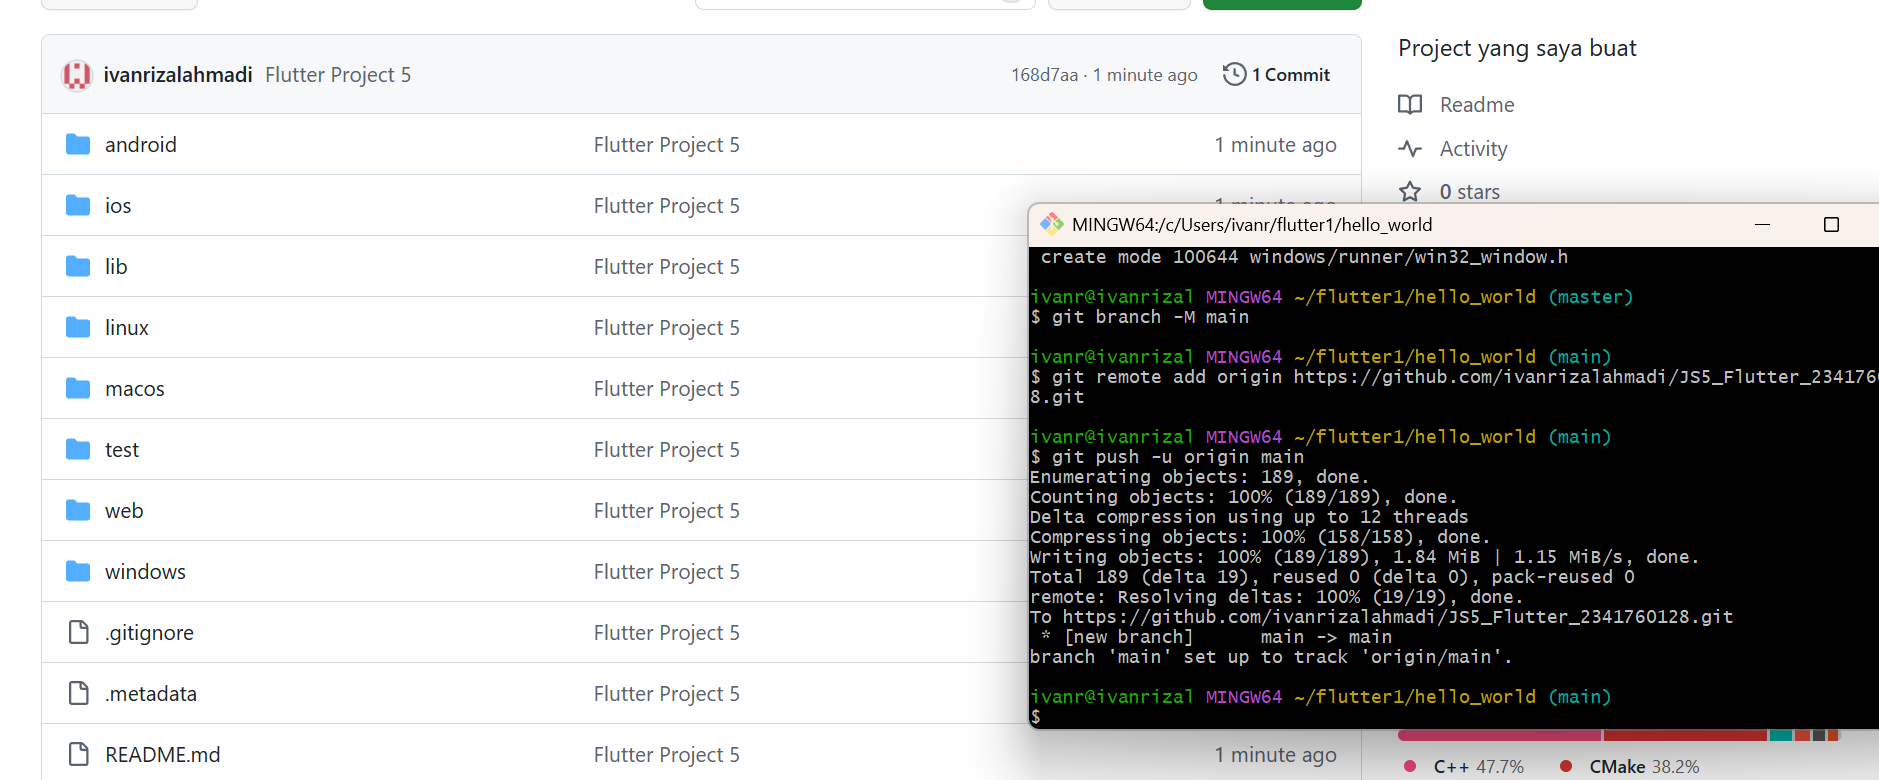 ivanrizalahmadi Flutter Project 5 168d7aa · 1 minute ago 1 Commit
android Flutter Project 5 1 minute ago
ios Flutter Project 5
lib Flutter Project 5
linux Flutter Project 5
macos Flutter Project 5
test Flutter Project 5
web Flutter Project 5
windows Flutter Project 5
.gitignore Flutter Project 5
.metadata Flutter Project 5
README.md Flutter Project 5 1 minute ago
Project yang saya buat
Readme
Activity
0 stars
MINGW64:/c/Users/ivanr/flutter1/hello_world
create mode 100644 windows/runner/win32_window.h
ivanr@ivanrizal MINGW64 ~/flutter1/hello_world (master)
$ git branch -M main
ivanr@ivanrizal MINGW64 ~/flutter1/hello_world (main)
$ git remote add origin https://github.com/ivanrizalahmadi/JS5_Flutter_234176
8.git
ivanr@ivanrizal MINGW64 ~/flutter1/hello_world (main)
$ git push -u origin main
Enumerating objects: 189, done.
Counting objects: 100% (189/189), done.
Delta compression using up to 12 threads
Compressing objects: 100% (158/158), done.
Writing objects: 100% (189/189), 1.84 MiB | 1.15 MiB/s, done.
Total 189 (delta 19), reused 0 (delta 0), pack-reused 0
remote: Resolving deltas: 100% (19/19), done.
To https://github.com/ivanrizalahmadi/JS5_Flutter_2341760128.git
* [new branch] main -> main
branch 'main' set up to track 'origin/main'.
ivanr@ivanrizal MINGW64 ~/flutter1/hello_world (main)
$
C++ 47.7% CMake 38.2%